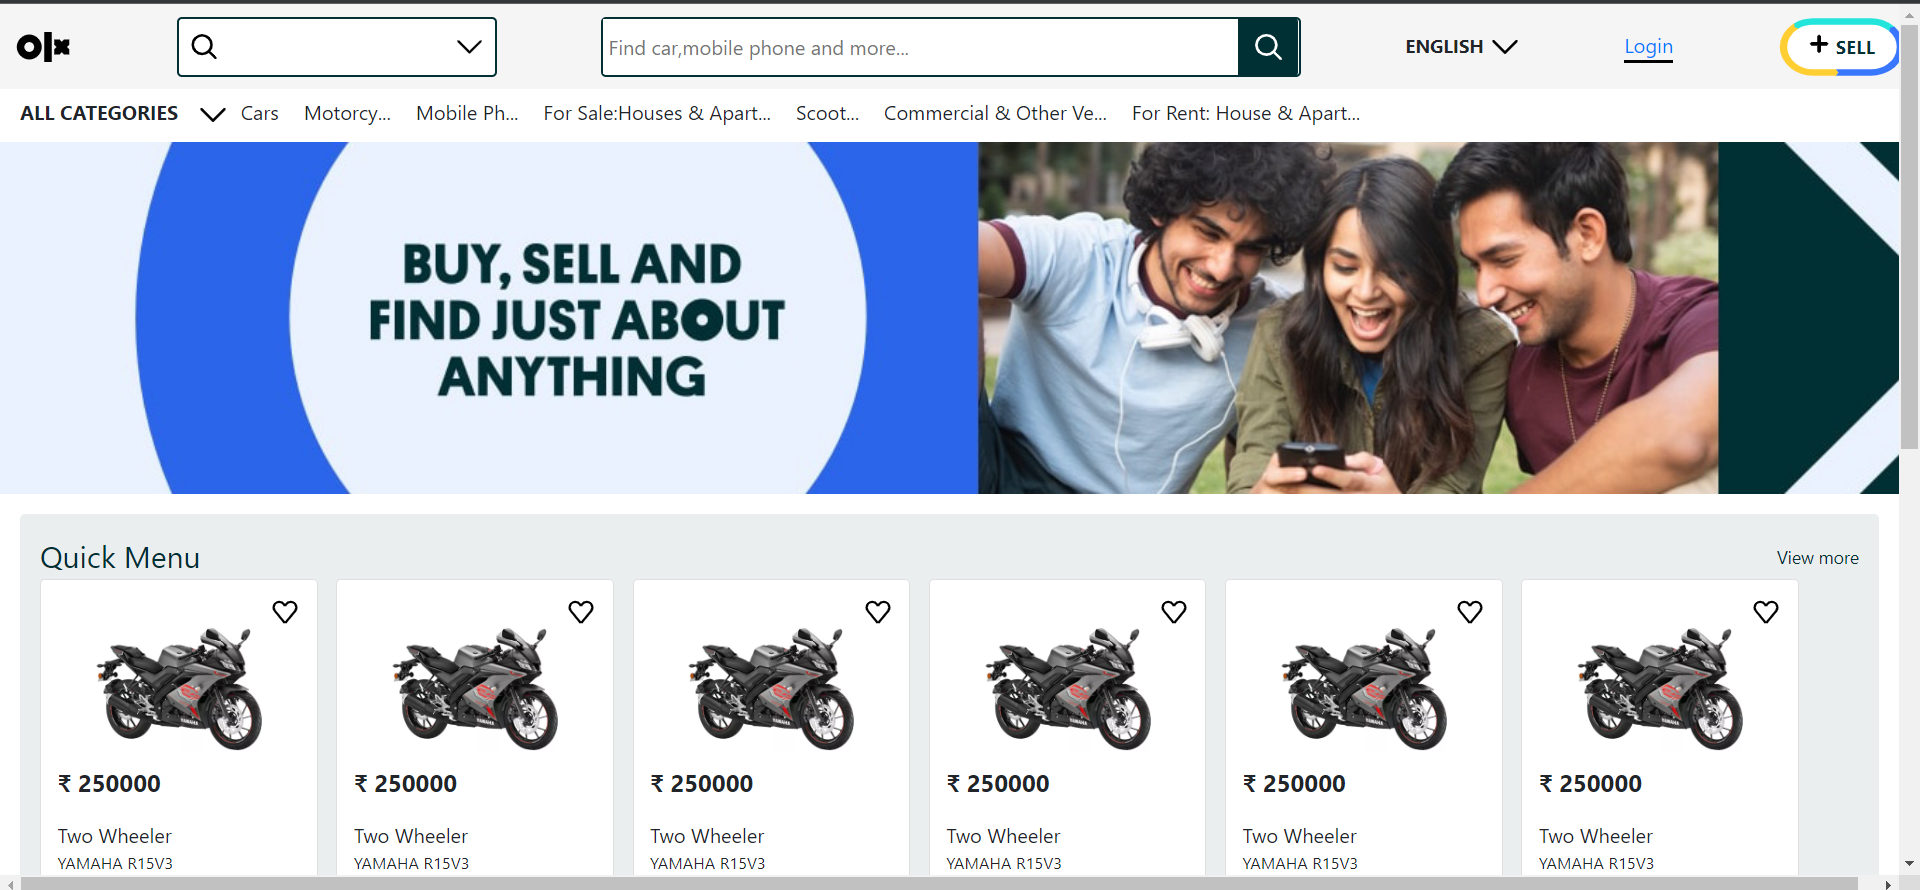 olx
Find car,mobile phone and more...
ENGLISH
Login
SELL
ALL CATEGORIES
Cars
Motorcy...
Mobile Ph...
For Sale:Houses & Apart...
Scoot...
Commercial & Other Ve...
For Rent: House & Apart...
BUY, SELL AND
FIND JUST ABOUT
ANYTHING
Quick Menu
View more
₹ 250000
Two Wheeler
YAMAHA R15V3
₹ 250000
Two Wheeler
YAMAHA R15V3
₹ 250000
Two Wheeler
YAMAHA R15V3
₹ 250000
Two Wheeler
YAMAHA R15V3
₹ 250000
Two Wheeler
YAMAHA R15V3
₹ 250000
Two Wheeler
YAMAHA R15V3